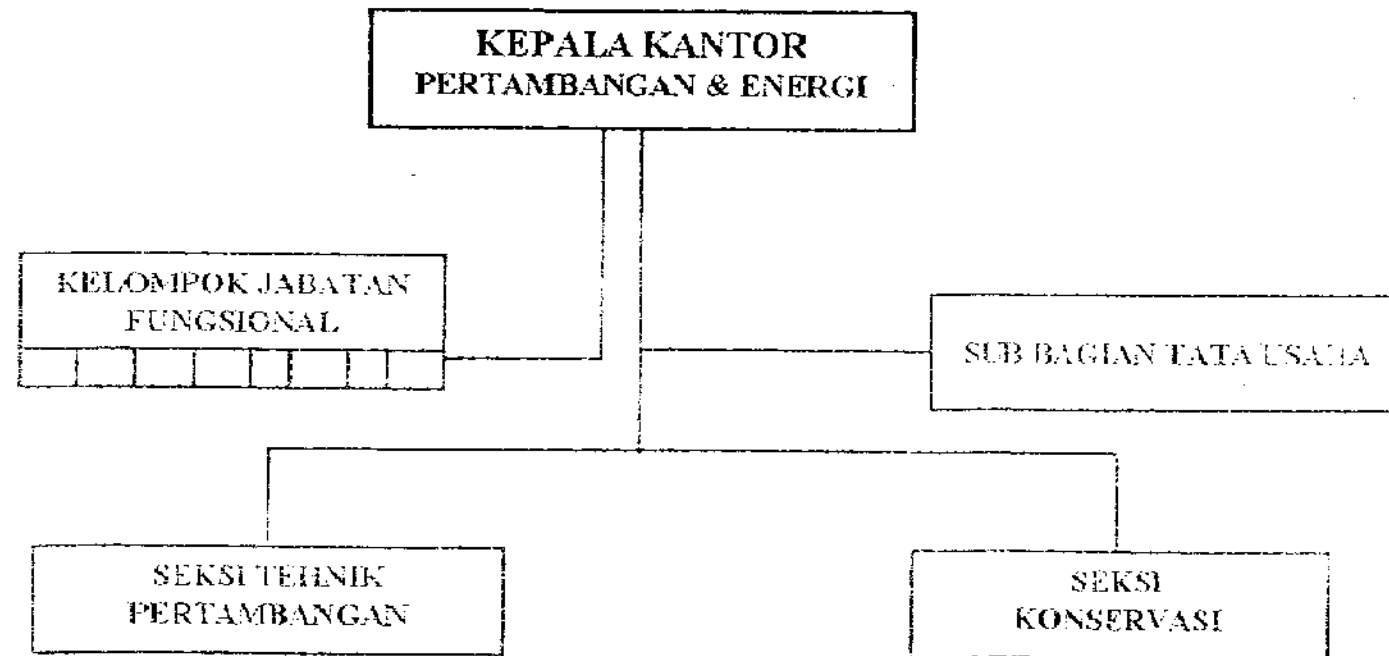 KEPALA KANTOR
PERTAMBANGAN & ENERGI
KELOMPOK JABATAN
FUNGSIONAL
SUB BAGIAN TATA USAHA
SEKSI TEHNIK
PERTAMBANGAN
SEKSI
KONSERVASI